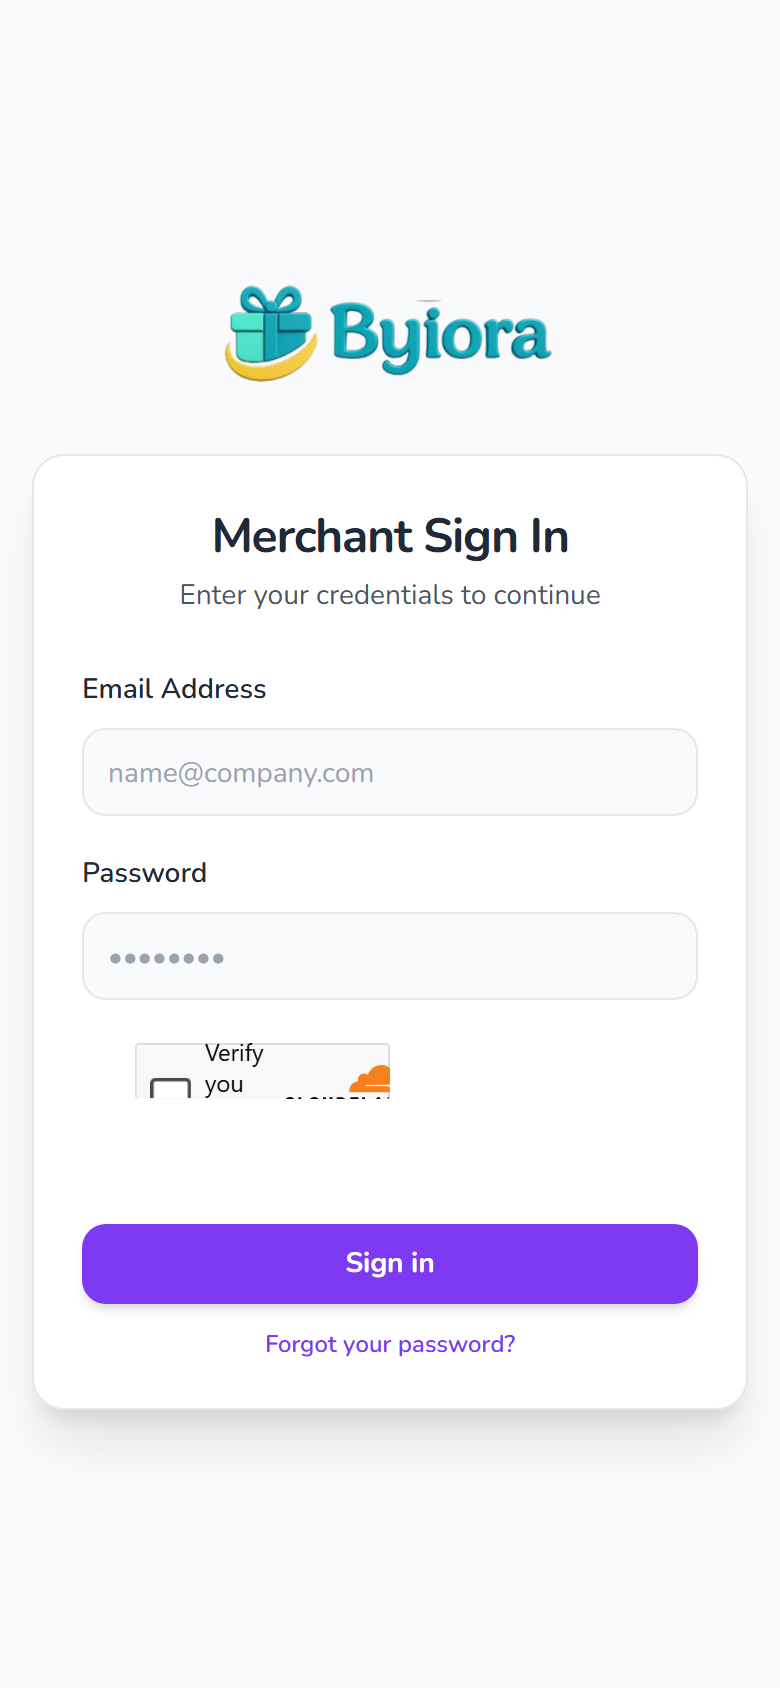 Byiora
Merchant Sign In
Enter your credentials to continue
Email Address
name@company.com
Password
Verify
you
Sign in
Forgot your password?